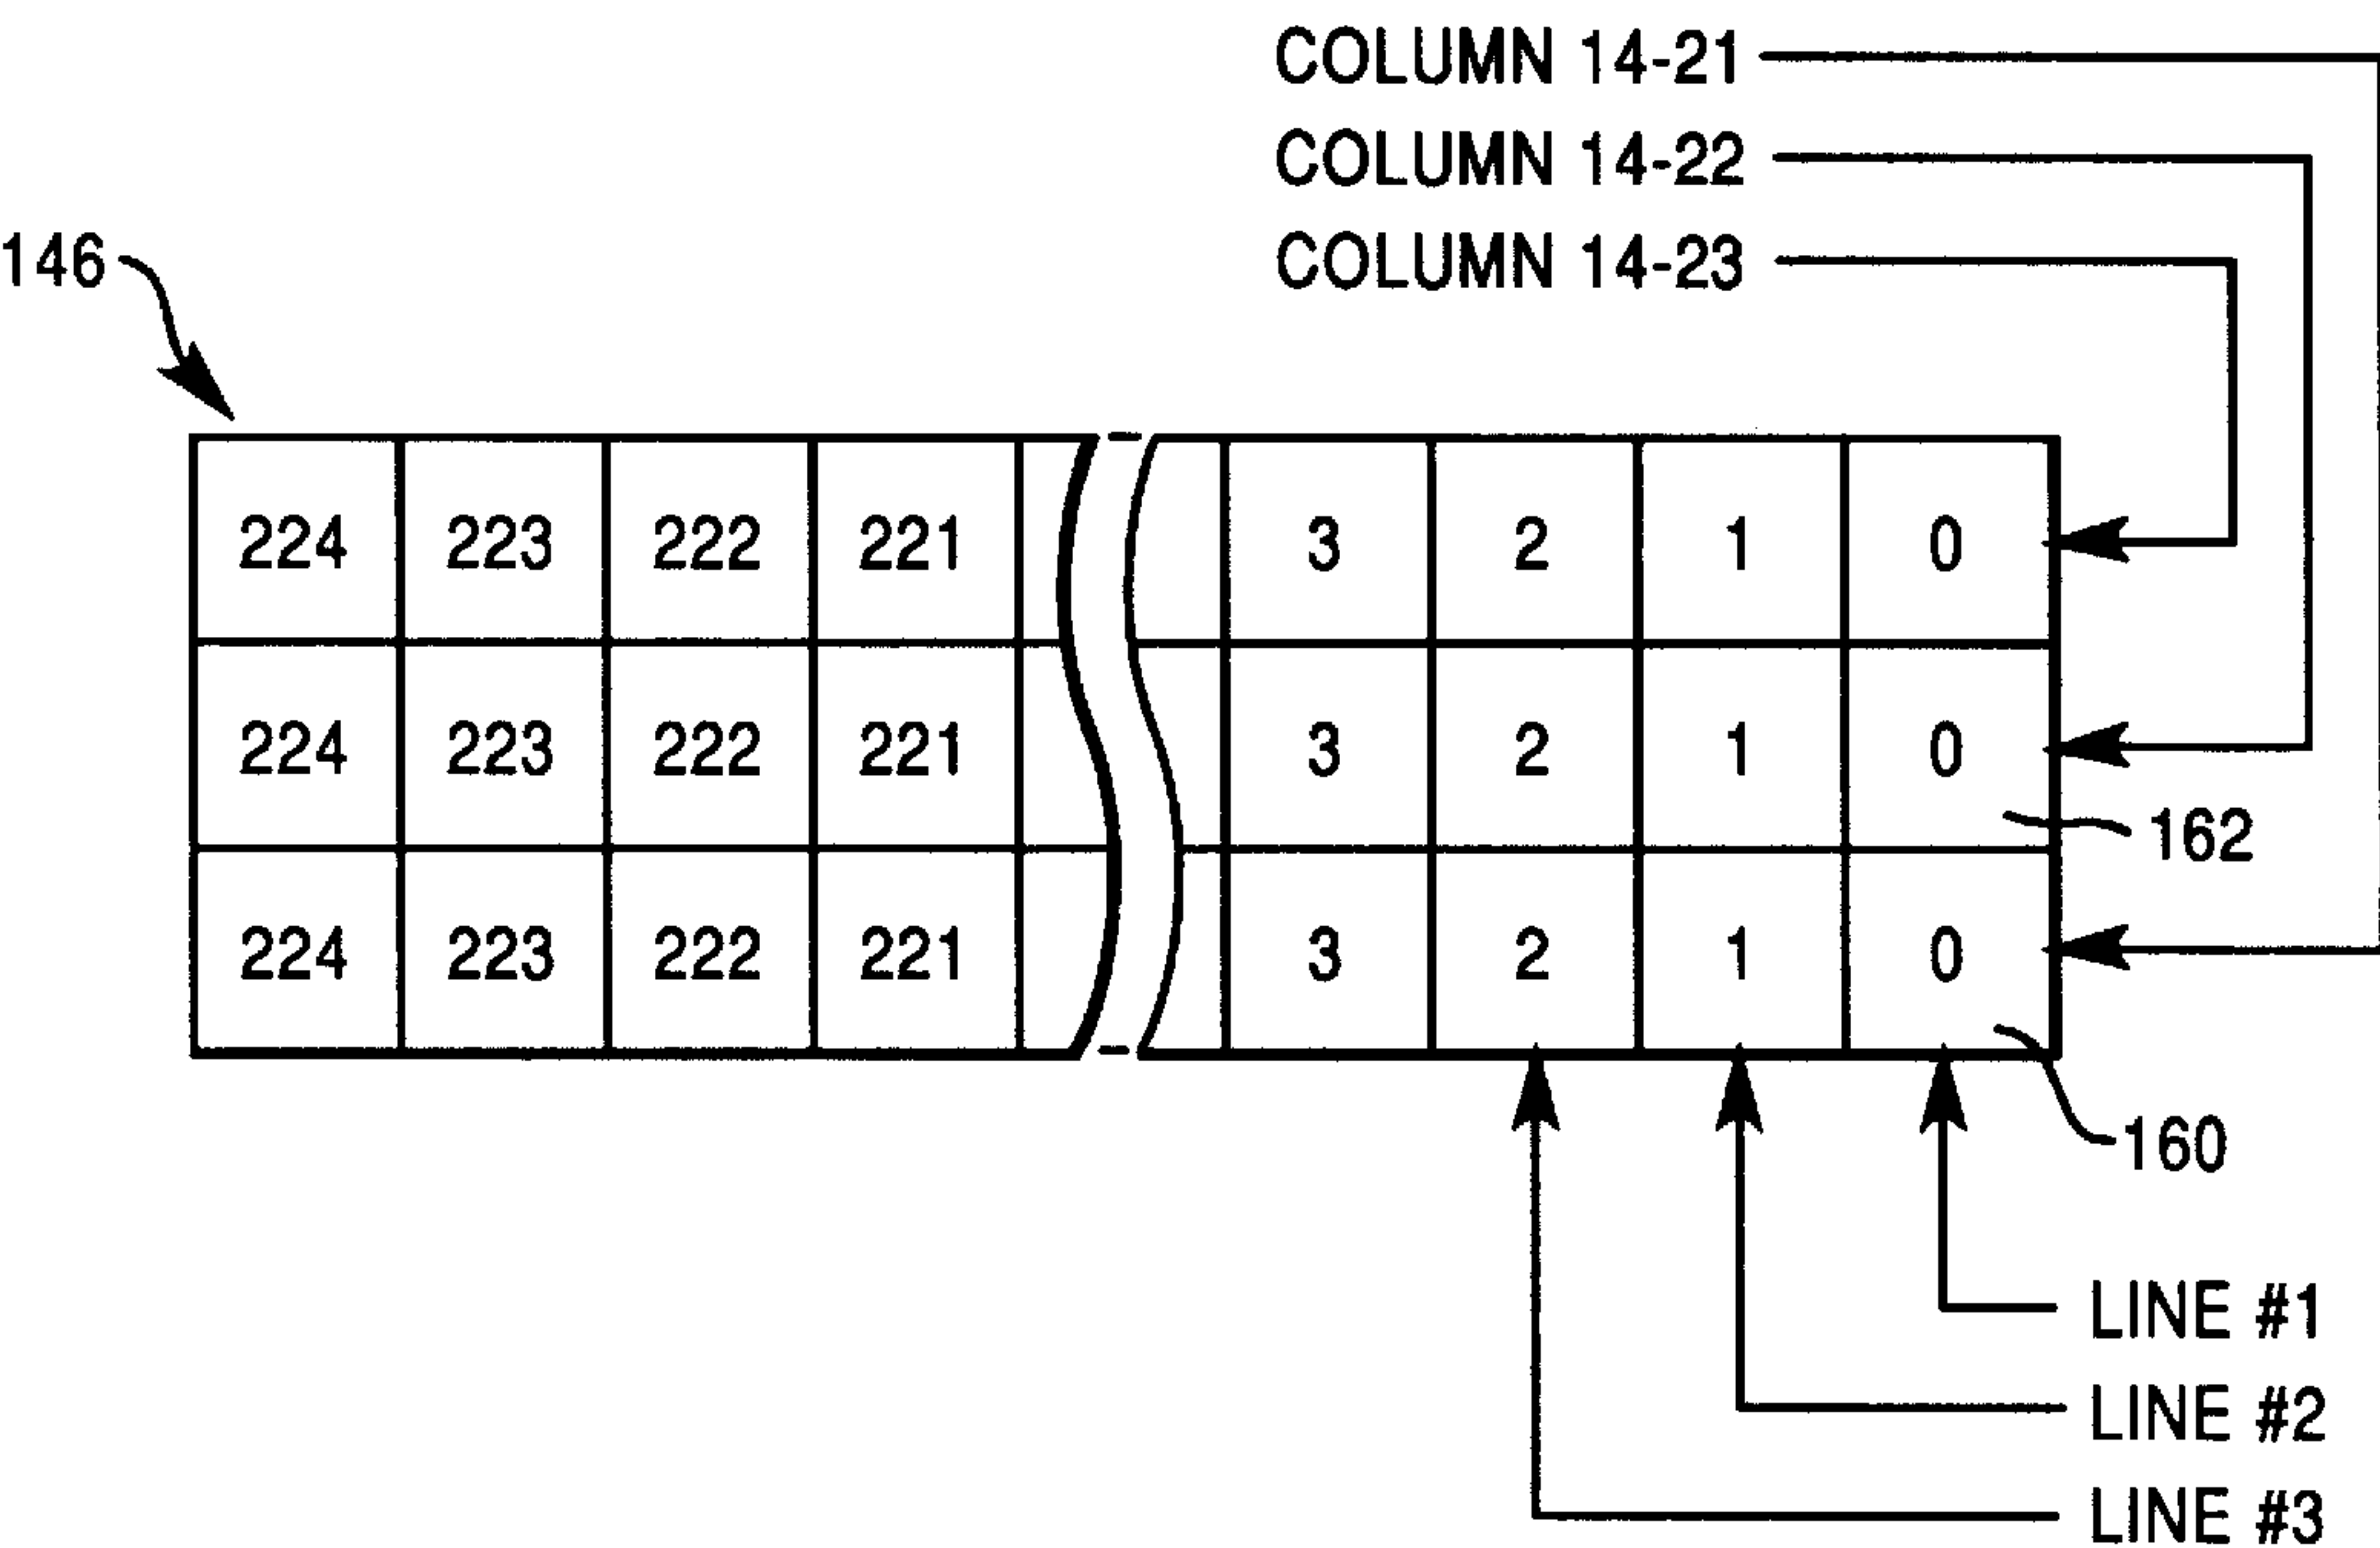 COLUMN 14-21
COLUMN 14-22
COLUMN 14-23
146
224 223 222 221 3 2 1 0
224 223 222 221 3 2 1 0
162
224 223 222 221 3 2 1 0
160
LINE #1
LINE #2
LINE #3